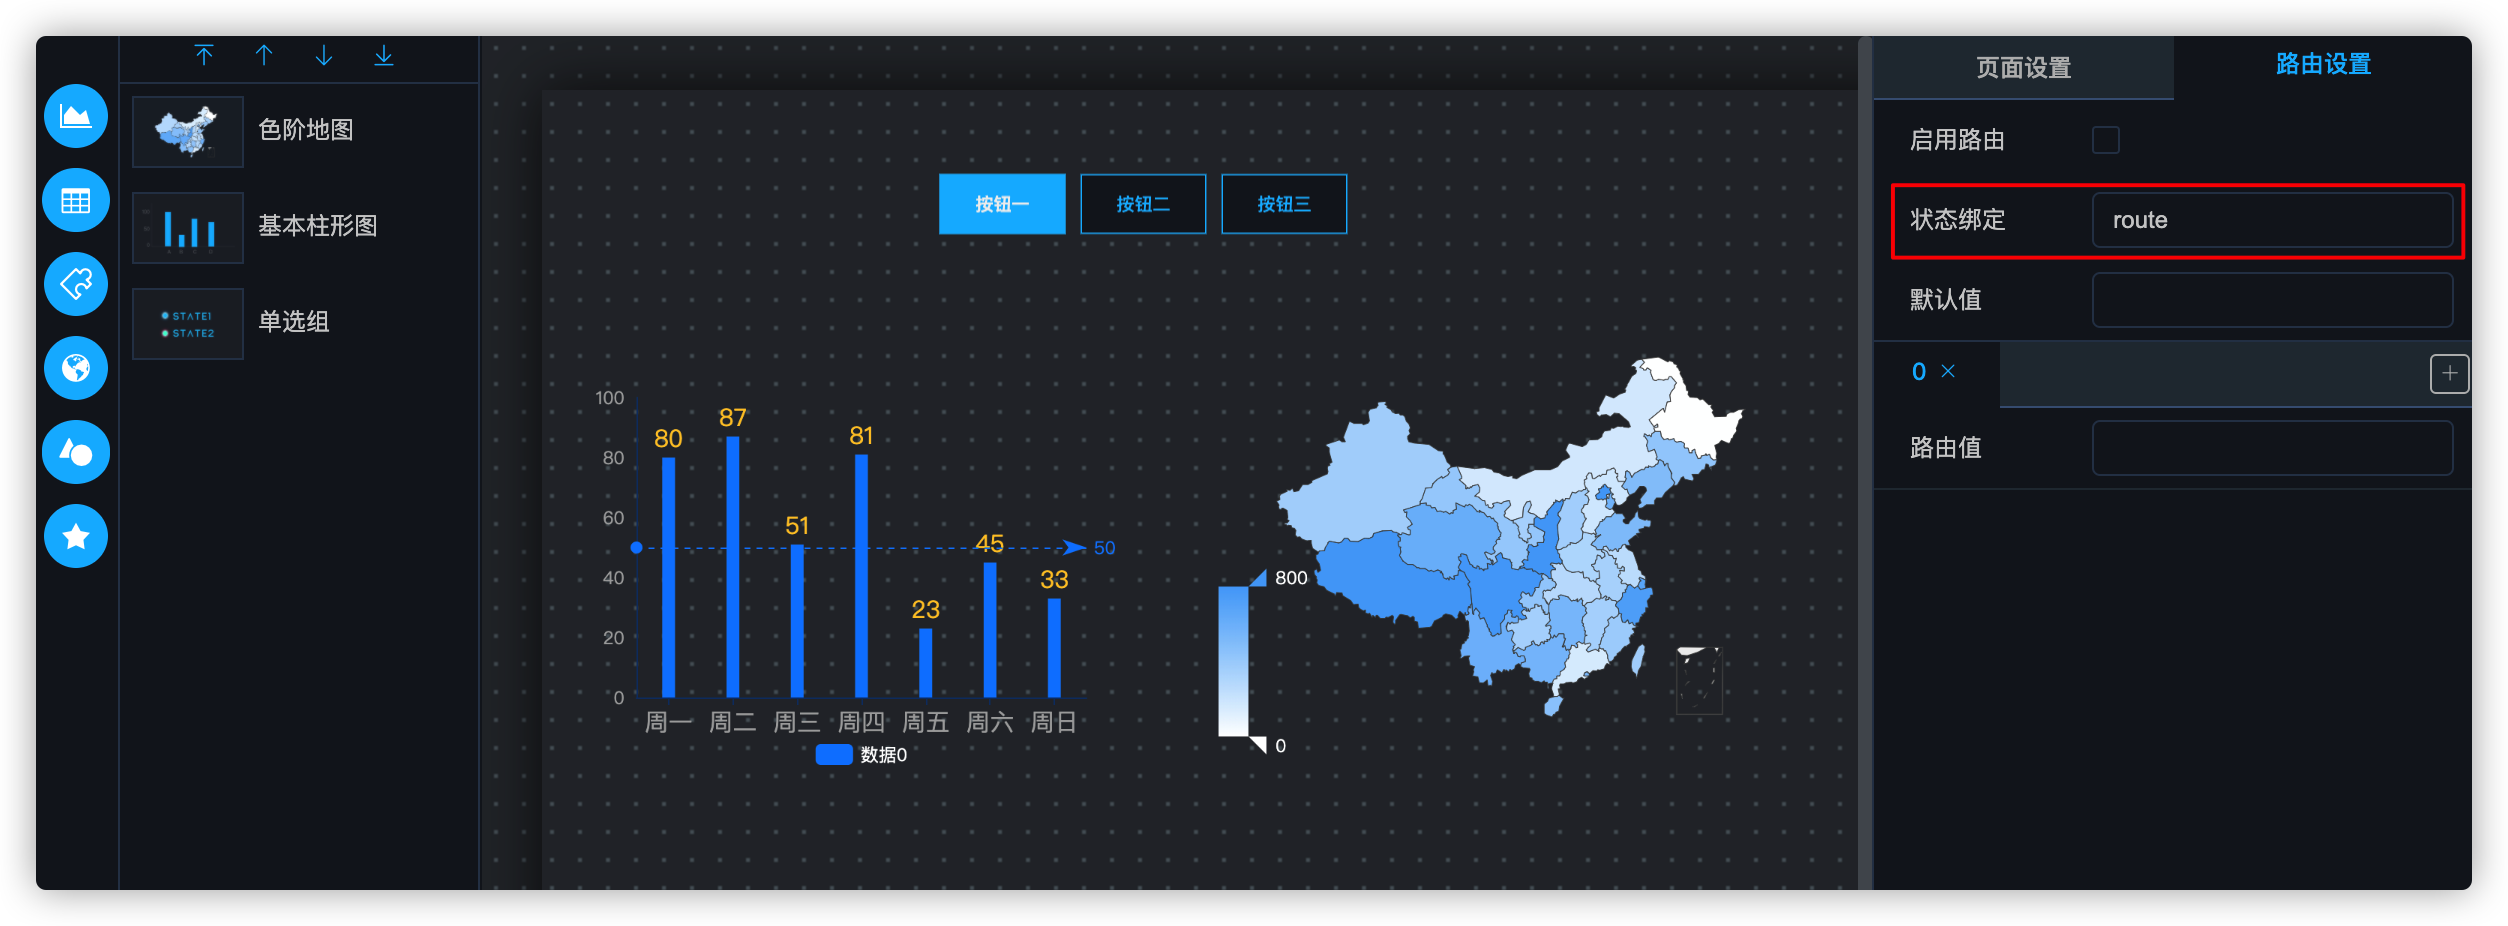 色阶地图
基本柱形图
STATE1
STATE2
单选组
按钮一 按钮二 按钮三
100
80
60
40
20
0
80
87
51
81
23
45
33
50
周一 周二 周三 周四 周五 周六 周日
数据0
800
0
页面设置 路由设置
启用路由
状态绑定 route
默认值
0 ×
路由值